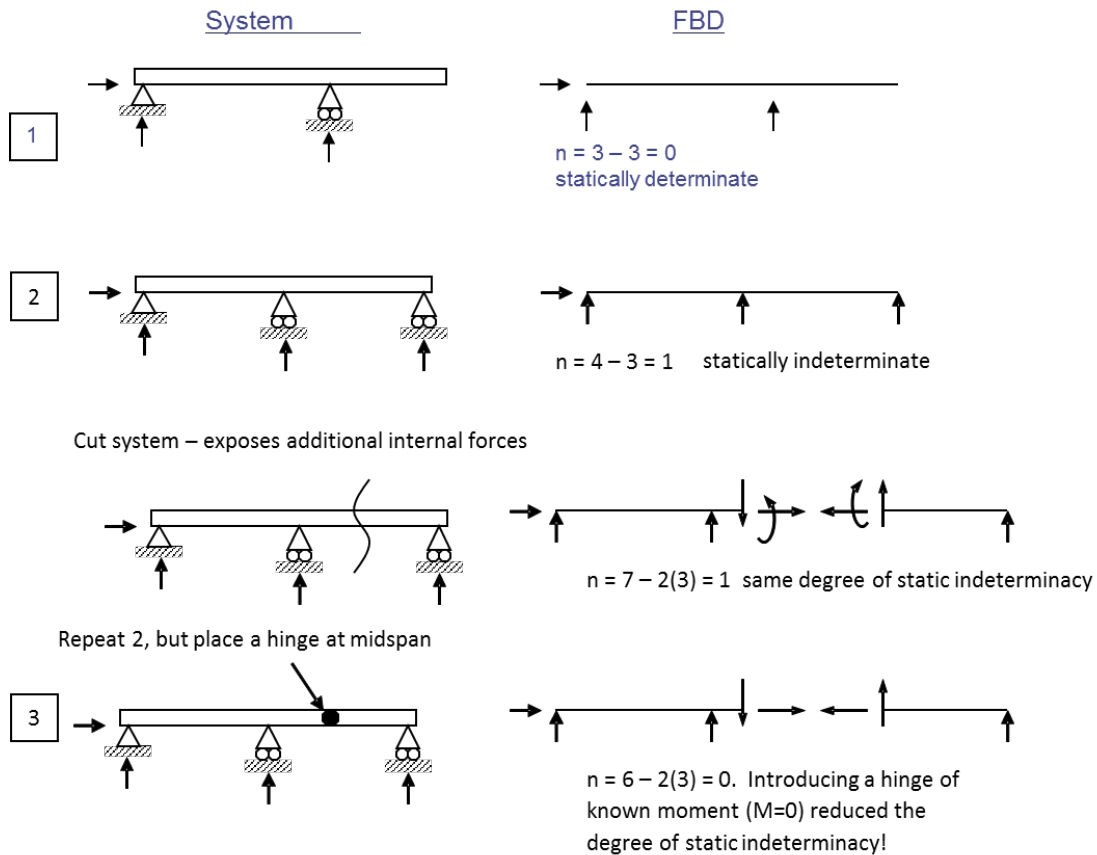 System
FBD
1
n = 3 – 3 = 0
statically determinate
2
n = 4 – 3 = 1 statically indeterminate
Cut system – exposes additional internal forces
n = 7 – 2(3) = 1 same degree of static indeterminacy
Repeat 2, but place a hinge at midspan
3
n = 6 – 2(3) = 0. Introducing a hinge of
known moment (M=0) reduced the
degree of static indeterminacy!